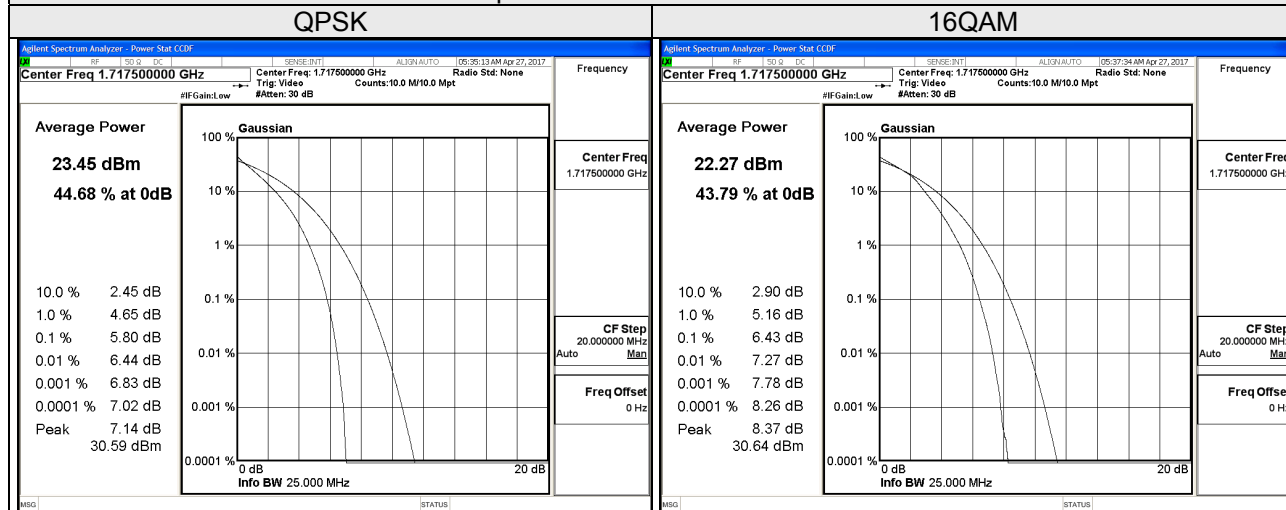 QPSK
Agilent Spectrum Analyzer - Power Stat CCDF
RF 50 Ω DC SENSE:INT ALIGN AUTO 05:35:13 AM Apr 27, 2017
Center Freq 1.717500000 GHz
Center Freq: 1.717500000 GHz Radio Std: None
Trig: Video Counts:10.0 M/10.0 Mpt
#IFGain:Low #Atten: 30 dB
Frequency
Average Power
23.45 dBm
44.68 % at 0dB
10.0 % 2.45 dB
1.0 % 4.65 dB
0.1 % 5.80 dB
0.01 % 6.44 dB
0.001 % 6.83 dB
0.0001 % 7.02 dB
Peak 7.14 dB
30.59 dBm
Gaussian
100 %
10 %
1 %
0.1 %
0.01 %
0.001 %
0.0001 %
0 dB 20 dB
Info BW 25.000 MHz
Center Freq
1.717500000 GHz
CF Step
20.000000 MHz
Auto Man
Freq Offset
0 Hz
MSG STATUS
16QAM
Agilent Spectrum Analyzer - Power Stat CCDF
RF 50 Ω DC SENSE:INT ALIGN AUTO 05:37:34 AM Apr 27, 2017
Center Freq 1.717500000 GHz
Center Freq: 1.717500000 GHz Radio Std: None
Trig: Video Counts:10.0 M/10.0 Mpt
#IFGain:Low #Atten: 30 dB
Frequency
Average Power
22.27 dBm
43.79 % at 0dB
10.0 % 2.90 dB
1.0 % 5.16 dB
0.1 % 6.43 dB
0.01 % 7.27 dB
0.001 % 7.78 dB
0.0001 % 8.26 dB
Peak 8.37 dB
30.64 dBm
Gaussian
100 %
10 %
1 %
0.1 %
0.01 %
0.001 %
0.0001 %
0 dB 20 dB
Info BW 25.000 MHz
Center Freq
1.717500000
CF Step
20.000000
Auto
Freq Offset
0
MSG STATUS